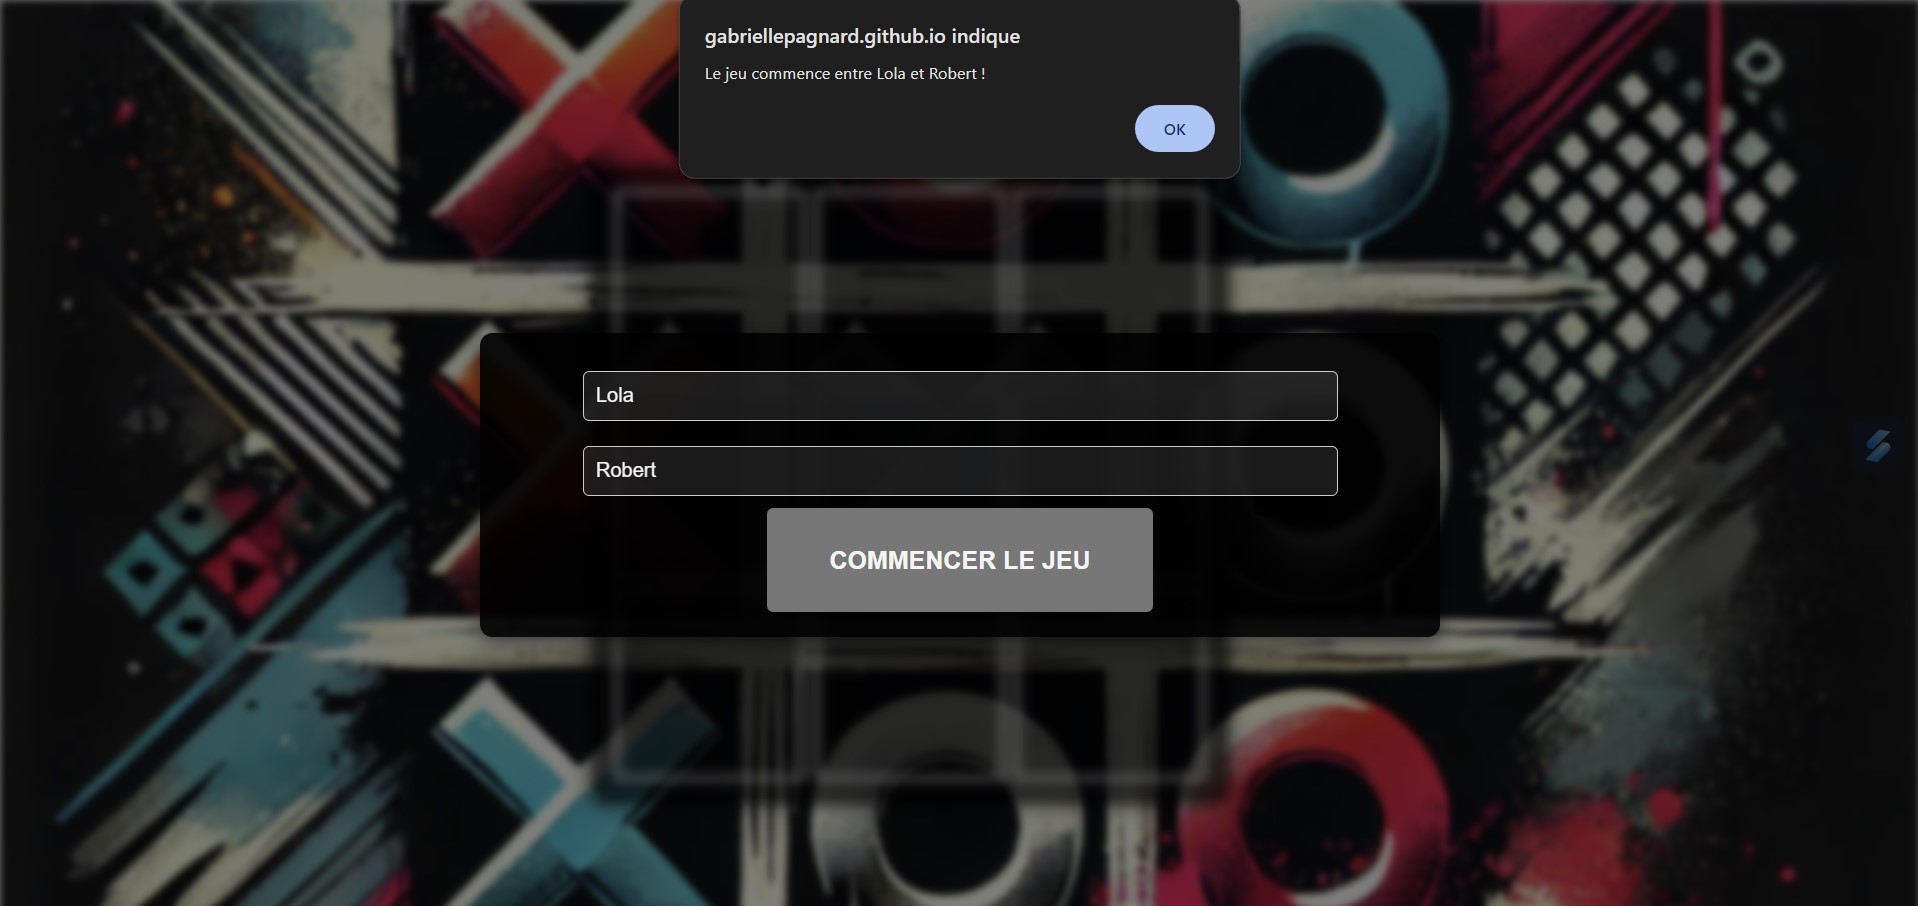 gabriellepagnard.github.io indique
Le jeu commence entre Lola et Robert !
OK
Lola
Robert
COMMENCER LE JEU